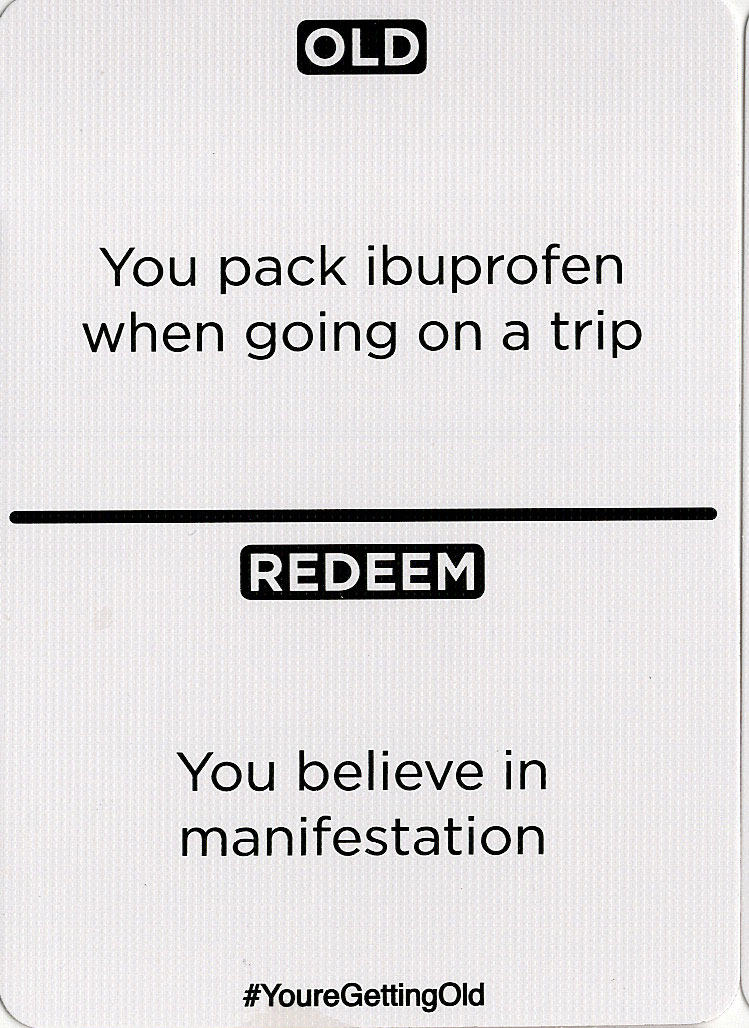 OLD
You pack ibuprofen
when going on a trip
REDEEM
You believe in
manifestation
#YoureGettingOld